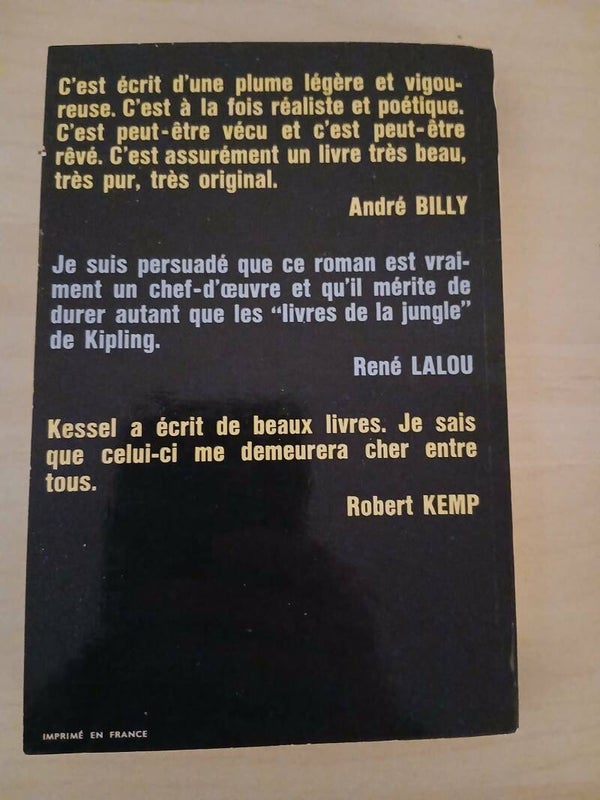 C'est écrit d'une plume légère et vigou-
reuse. C'est à la fois réaliste et poétique.
C'est peut-être vécu et c'est peut-être
rêvé. C'est assurément un livre très beau,
très pur, très original.
André BILLY
Je suis persuadé que ce roman est vrai-
ment un chef-d'œuvre et qu'il mérite de
durer autant que les "livres de la jungle"
de Kipling.
René LALOU
Kessel a écrit de beaux livres. Je sais
que celui-ci me demeurera cher entre
tous.
Robert KEMP
IMPRIMÉ EN FRANCE